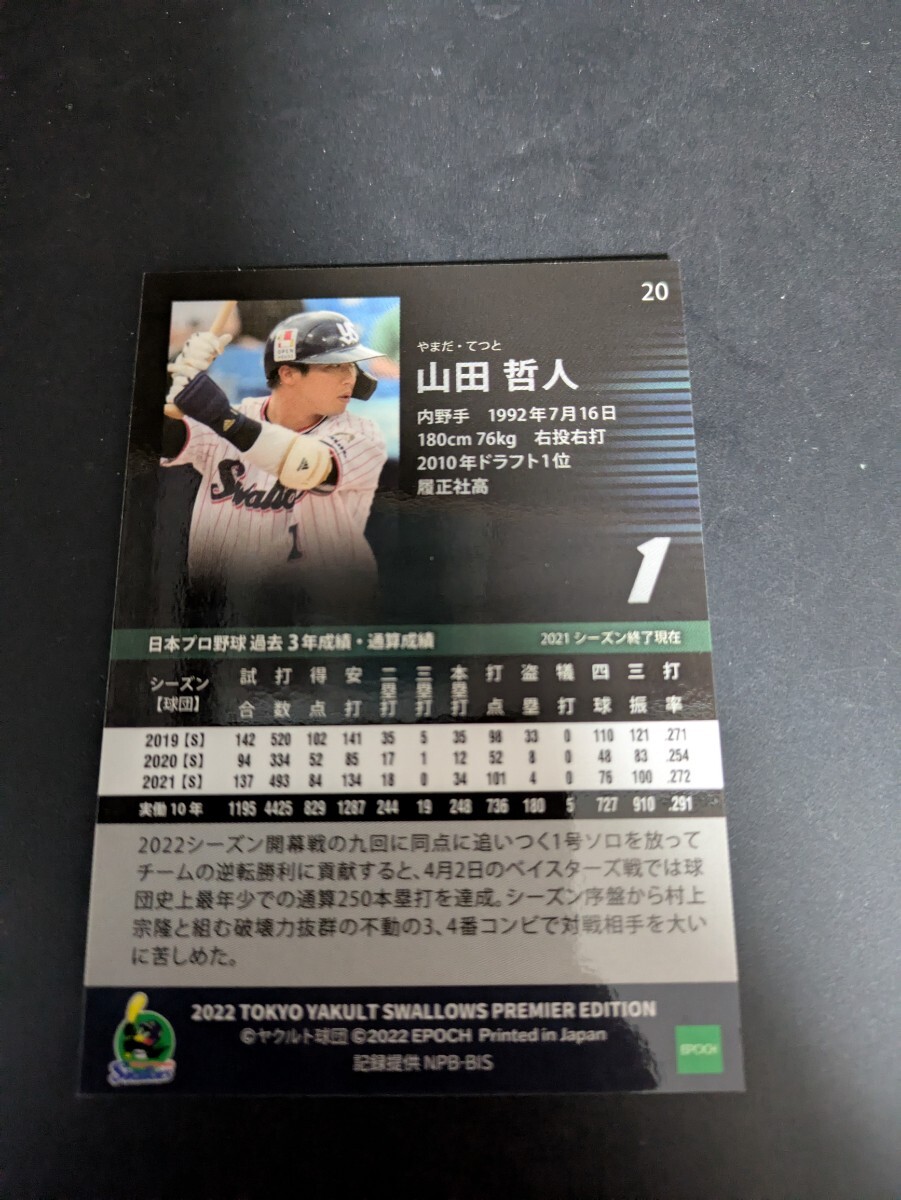 20
やまだ・てつと
山田 哲人
内野手 1992年7月16日
180cm 76kg 右投右打
2010年ドラフト1位
履正社高
Swallo
1
1
日本プロ野球 過去 3年成績・通算成績 2021 シーズン終了現在
シーズン【球団】 試合 打数 得点 安打 二塁打 三塁打 本塁打 打点 盗塁 犠打 四球 三振 打率
2019【S】 142 520 102 141 35 5 35 98 33 0 110 121 .271
2020【S】 94 334 52 85 17 1 12 52 8 0 48 83 .254
2021【S】 137 493 84 134 18 0 34 101 4 0 76 100 .272
実働10年 1195 4425 829 1287 244 19 248 736 180 5 727 910 .291
2022シーズン開幕戦の九回に同点に追いつく1号ソロを放って
チームの逆転勝利に貢献すると、4月2日のベイスターズ戦では球
団史上最年少での通算250本塁打を達成。シーズン序盤から村上
宗隆と組む破壊力抜群の不動の3、4番コンビで対戦相手を大い
に苦しめた。
2022 TOKYO YAKULT SWALLOWS PREMIER EDITION
©ヤクルト球団 ©2022 EPOCH Printed in Japan
記録提供 NPB-BIS
Swallows
EPOCH